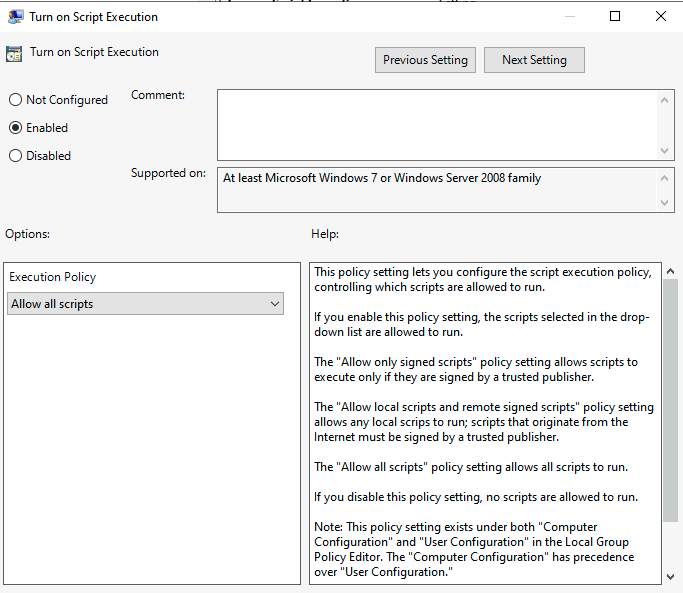 Turn on Script Execution
Turn on Script Execution
Previous Setting
Next Setting
Not Configured
Enabled
Disabled
Comment:
Supported on:
At least Microsoft Windows 7 or Windows Server 2008 family
Options:
Help:
Execution Policy
Allow all scripts
This policy setting lets you configure the script execution policy,
controlling which scripts are allowed to run.
If you enable this policy setting, the scripts selected in the drop-
down list are allowed to run.
The "Allow only signed scripts" policy setting allows scripts to
execute only if they are signed by a trusted publisher.
The "Allow local scripts and remote signed scripts" policy setting
allows any local scrips to run; scripts that originate from the
Internet must be signed by a trusted publisher.
The "Allow all scripts" policy setting allows all scripts to run.
If you disable this policy setting, no scripts are allowed to run.
Note: This policy setting exists under both "Computer
Configuration" and "User Configuration" in the Local Group
Policy Editor. The "Computer Configuration" has precedence
over "User Configuration."